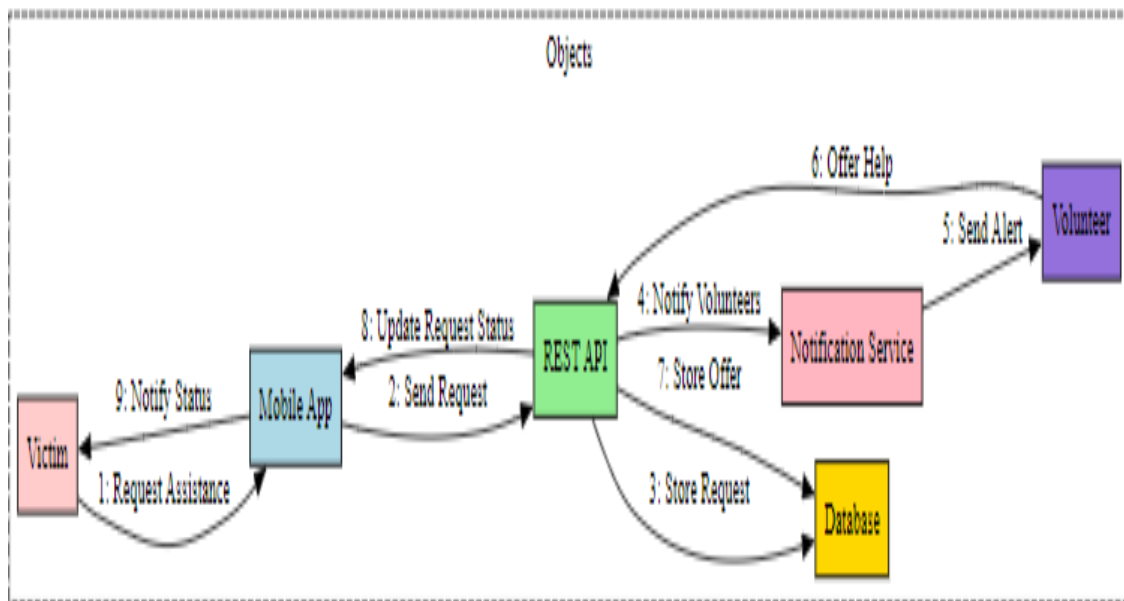 Objects
6: Offer Help
Volunteer
5: Send Alert
4: Notify Volunteers
8: Update Request Status
REST API
Notification Service
7: Store Offer
2: Send Request
9: Notify Status
Mobile App
Victim
1: Request Assistance
3: Store Request
Database